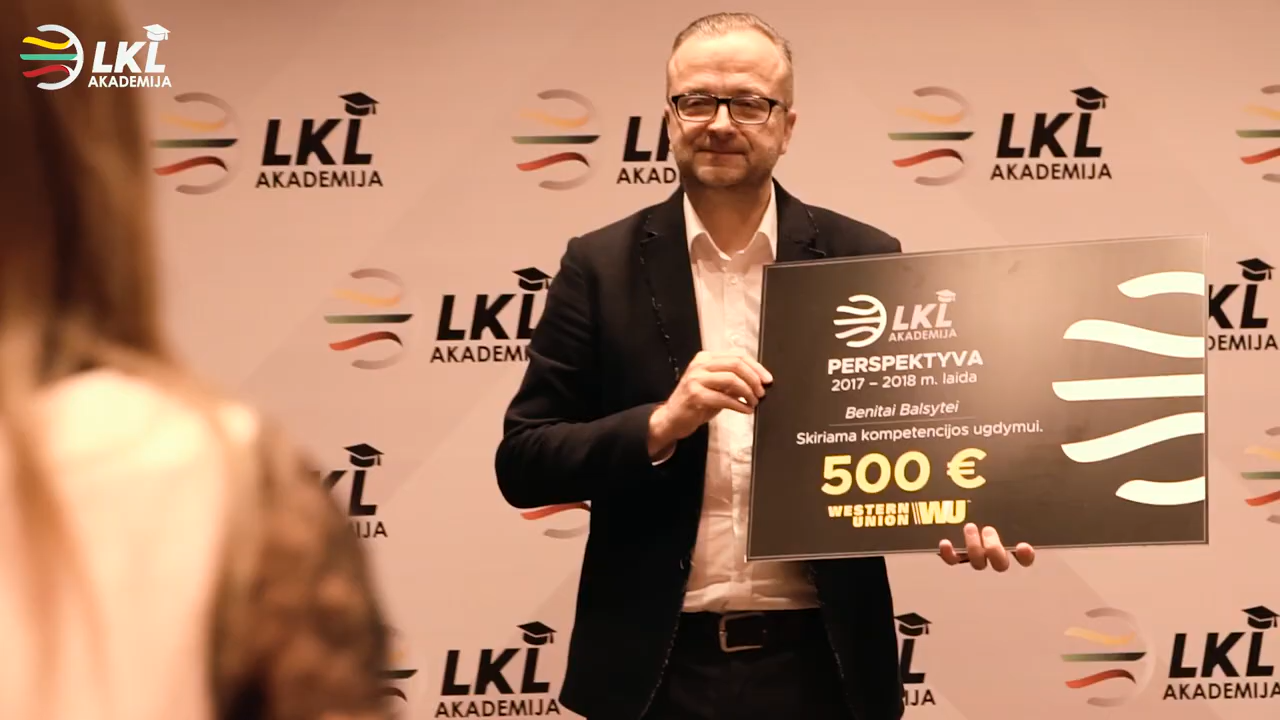 LKL
AKADEMIJA
LKL
AKADEMIJA
LKL
AKADEMIJA
LKL
AKADEMIJA
LKL
AKADEMIJA
LKL
AKADEMIJA
PERSPEKTYVA
2017 – 2018 m. laida
Benitai Balsytei
Skiriama kompetencijos ugdymui.
500 €
WESTERN
UNION WU
LKL
AKADEMIJA
LKL
AKADEMIJA